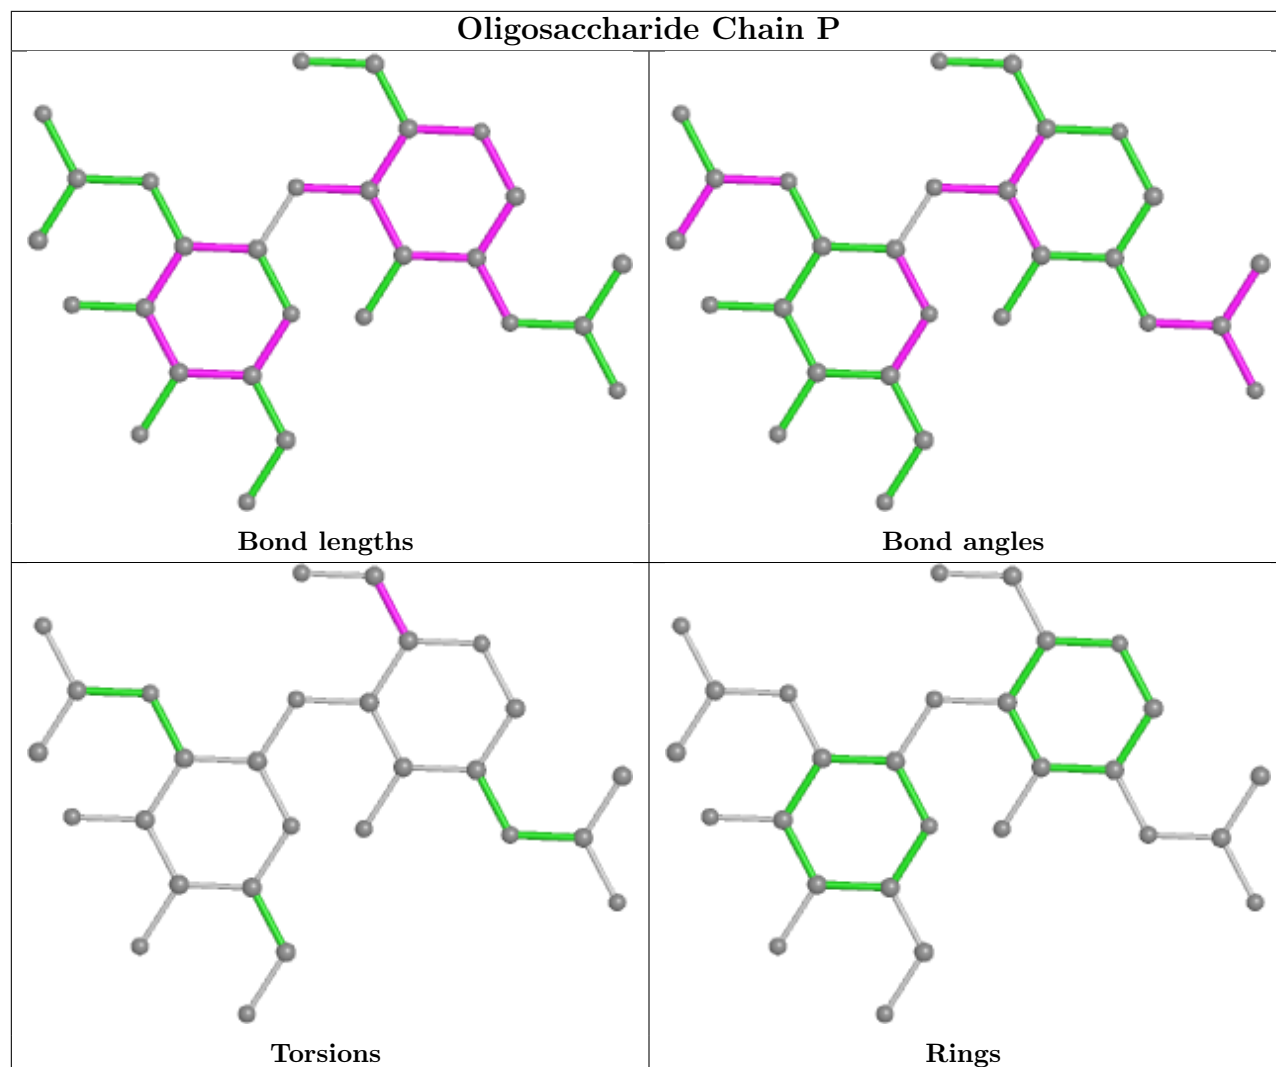 Oligosaccharide Chain P
Bond lengths
Bond angles
Torsions
Rings